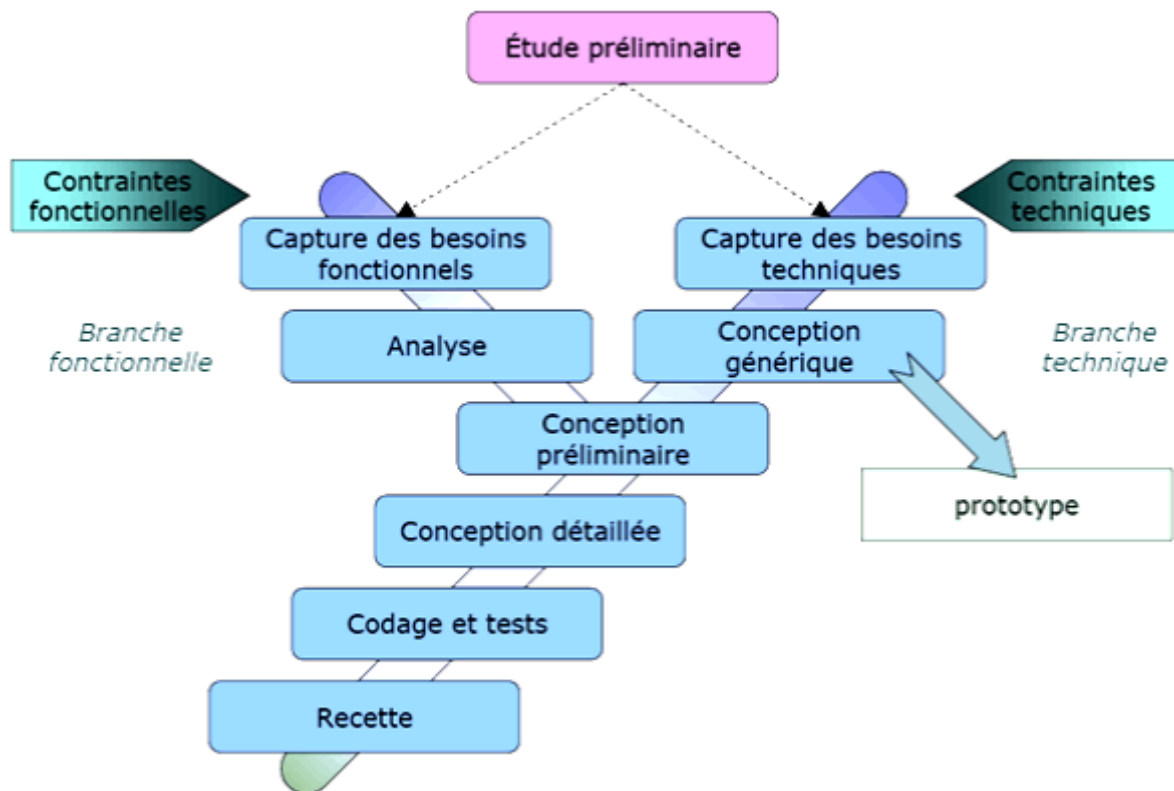 Étude préliminaire
Contraintes
fonctionnelles
Contraintes
techniques
Capture des besoins
fonctionnels
Capture des besoins
techniques
Branche
fonctionnelle
Analyse
Conception
générique
Branche
technique
Conception
préliminaire
prototype
Conception détaillée
Codage et tests
Recette